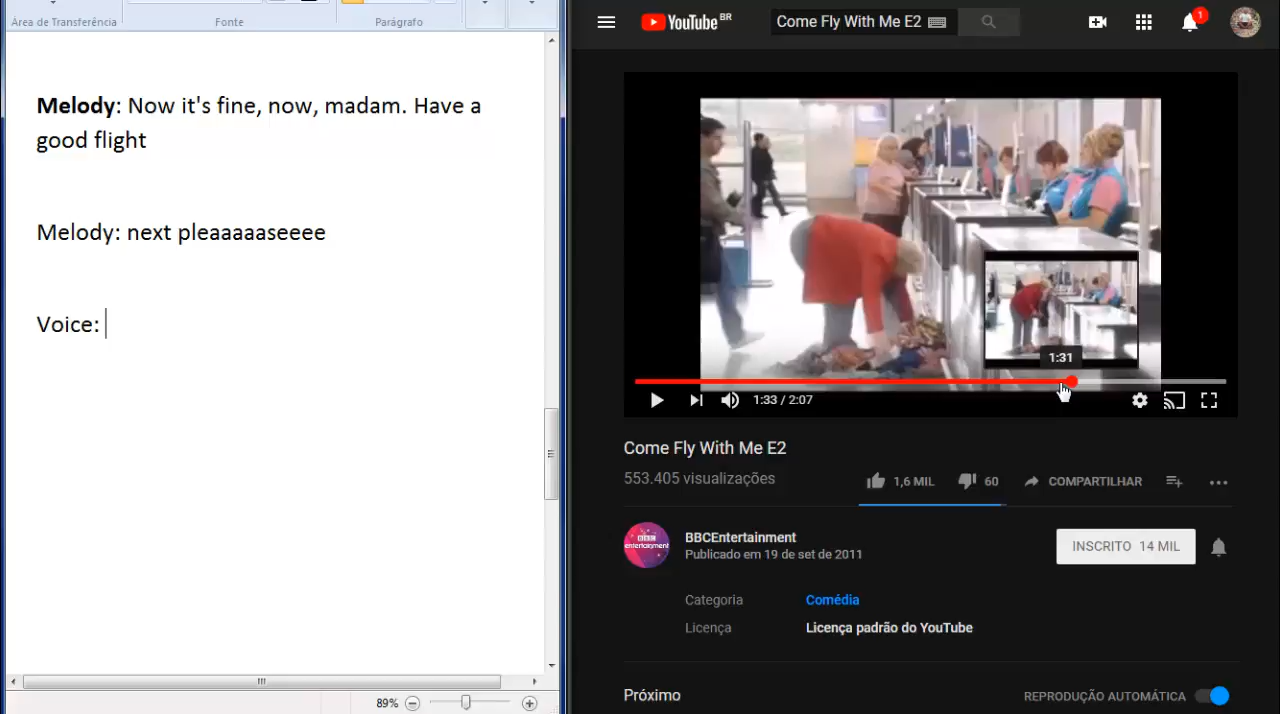 Área de Transferência
Fonte
Parágrafo
Melody: Now it's fine, now, madam. Have a
good flight
Melody: next pleaaaaaseeee
Voice:
89%
YouTube BR
Come Fly With Me E2
1
1:31
1:33 / 2:07
Come Fly With Me E2
553.405 visualizações
1,6 MIL
60
COMPARTILHAR
BBC
entertainment
BBCEntertainment
Publicado em 19 de set de 2011
INSCRITO 14 MIL
Categoria
Comédia
Licença
Licença padrão do YouTube
Próximo
REPRODUÇÃO AUTOMÁTICA